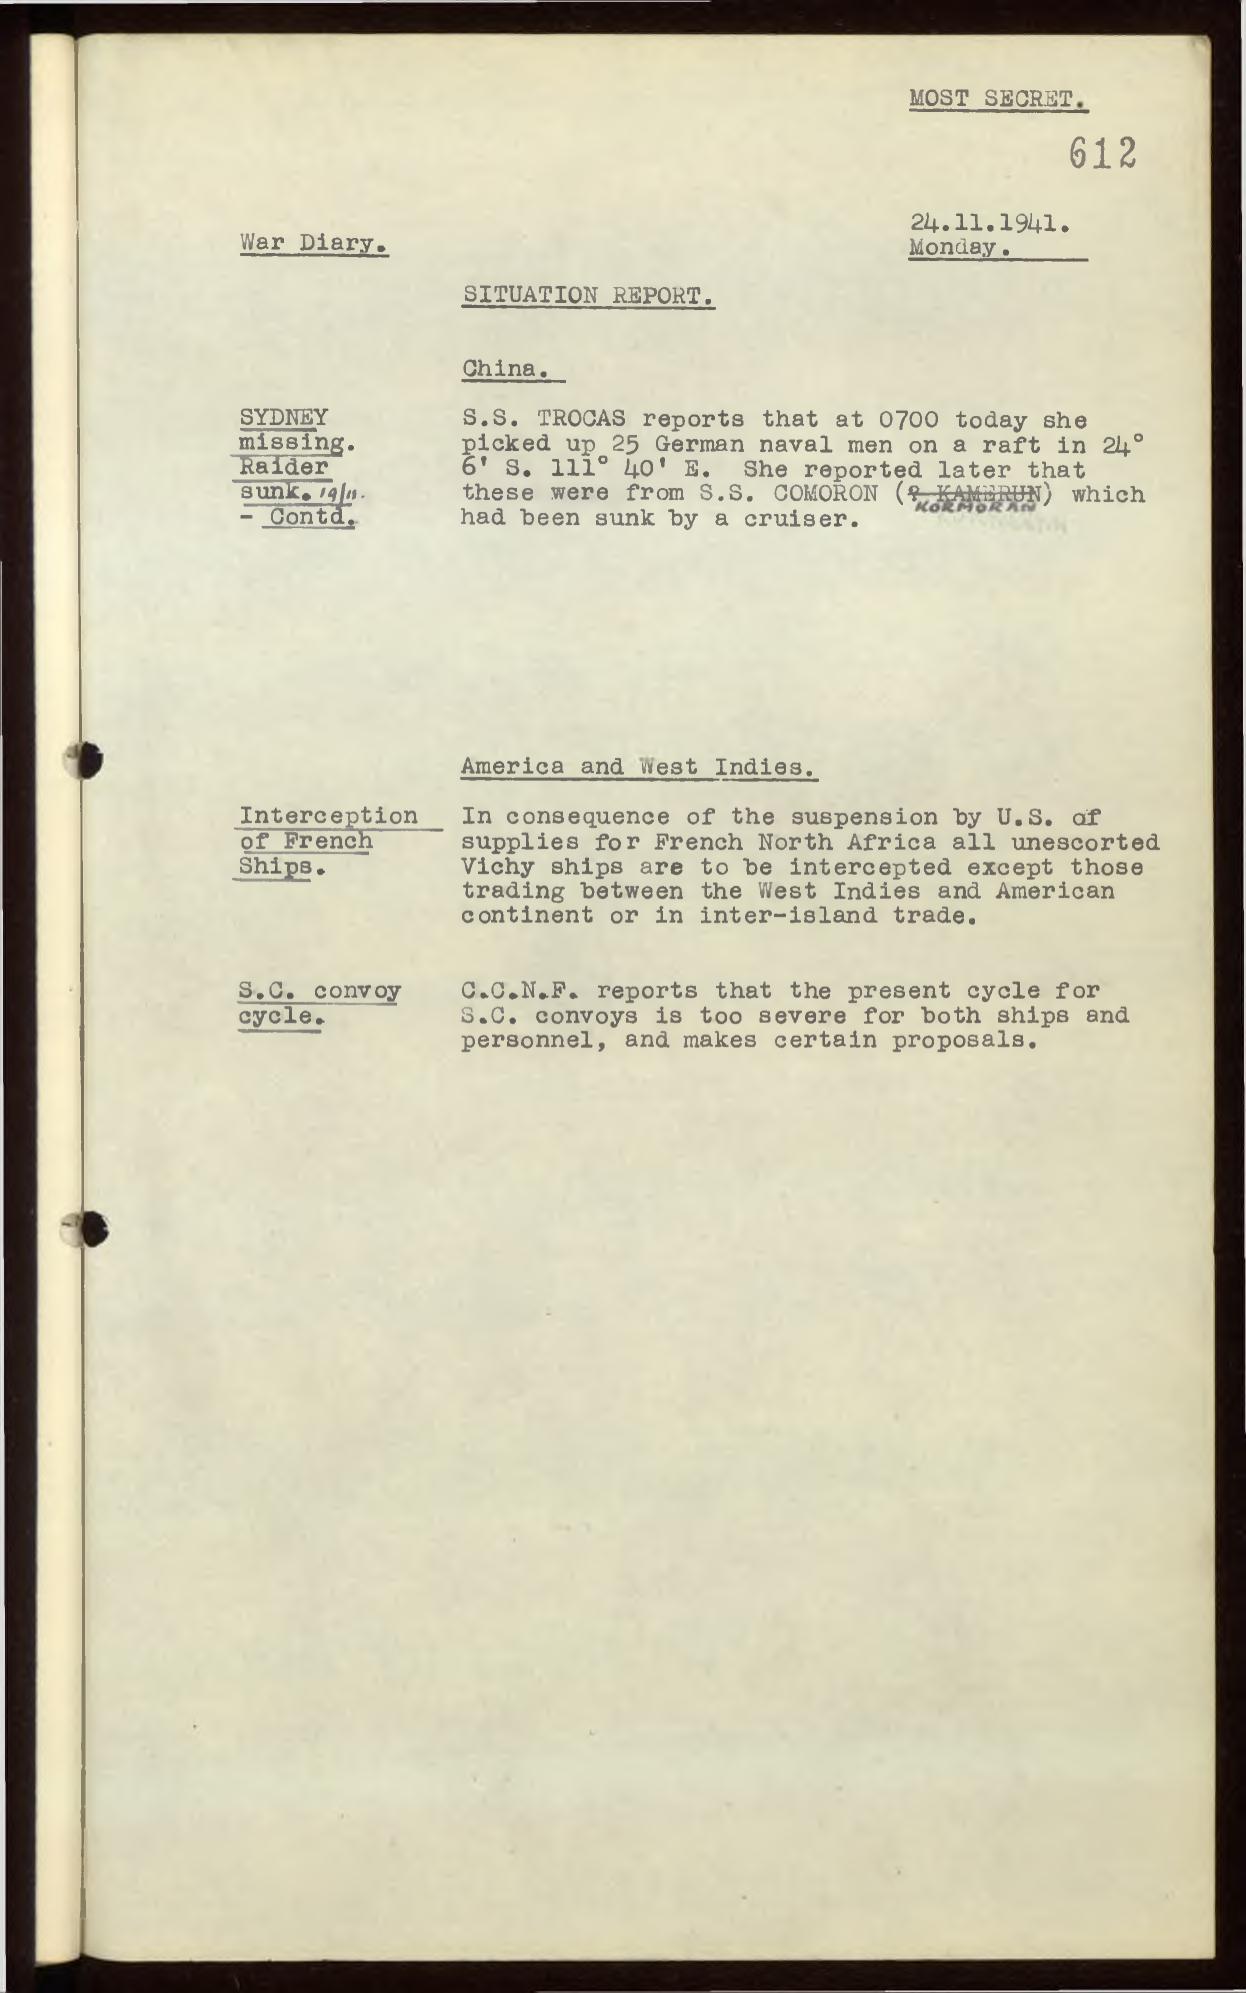 MOST SECRET.
612
24.11.1941.
War Diary.
Monday.
SITUATION REPORT.
China.
SYDNEY
missing.
Raider
sunk. 19/11.
- Contd.
S.S. TROCAS reports that at 0700 today she
picked up 25 German naval men on a raft in 24°
6' S. 111° 40' E. She reported later that
these were from S.S. COMORON (? KAMERUN) which
KORMORAN
had been sunk by a cruiser.
America and West Indies.
Interception
of French
Ships.
In consequence of the suspension by U.S. of
supplies for French North Africa all unescorted
Vichy ships are to be intercepted except those
trading between the West Indies and American
continent or in inter-island trade.
S.C. convoy
cycle.
C.C.N.F. reports that the present cycle for
S.C. convoys is too severe for both ships and
personnel, and makes certain proposals.